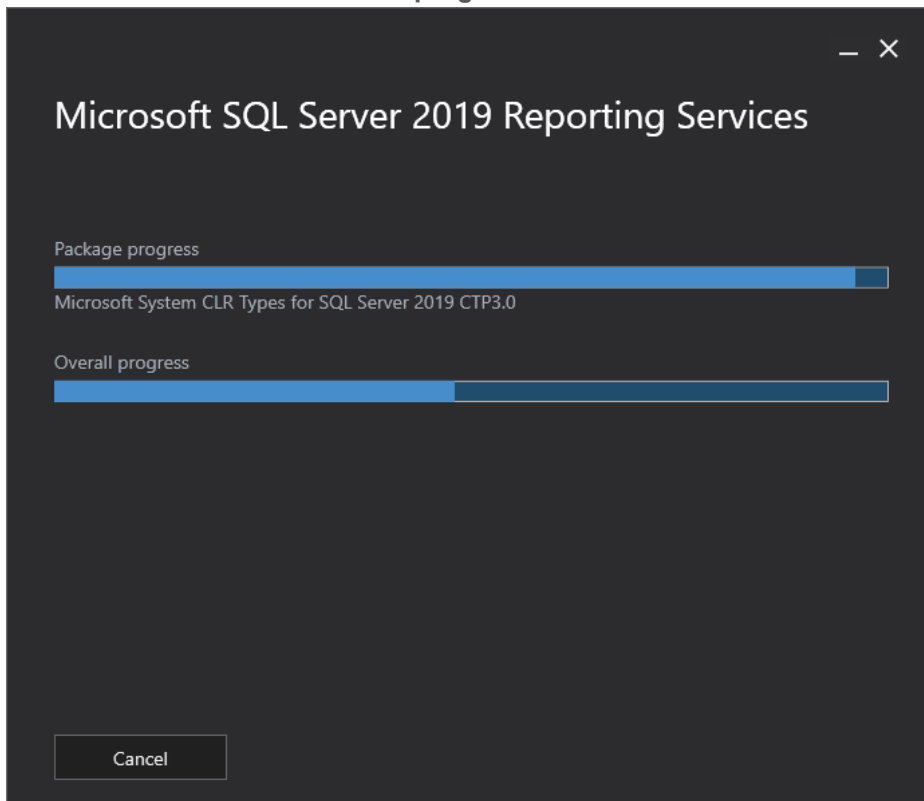 Microsoft SQL Server 2019 Reporting Services
Package progress
Microsoft System CLR Types for SQL Server 2019 CTP3.0
Overall progress
Cancel